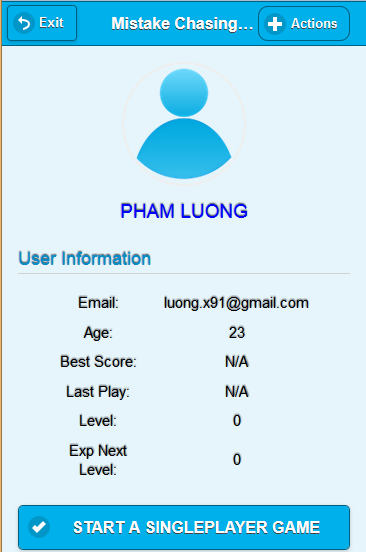 Exit Mistake Chasing... Actions
PHAM LUONG
User Information
Email: luong.x91@gmail.com
Age: 23
Best Score: N/A
Last Play: N/A
Level: 0
Exp Next
Level: 0
START A SINGLEPLAYER GAME